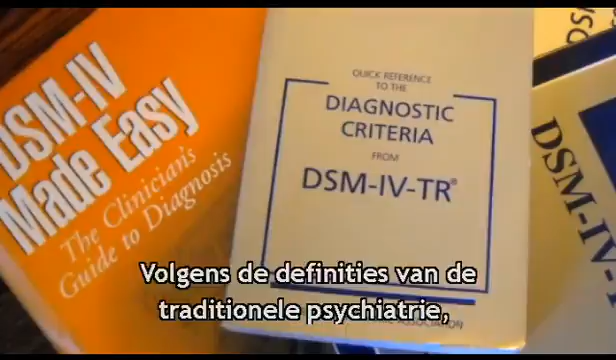 DSM-IV
Made Easy
The Clinician's
Guide to Diagnosis
QUICK REFERENCE
TO THE
DIAGNOSTIC
CRITERIA
FROM
DSM-IV-TR®
ASSOCIATION
DSM-IV-
Volgens de definities van de
traditionele psychiatrie,